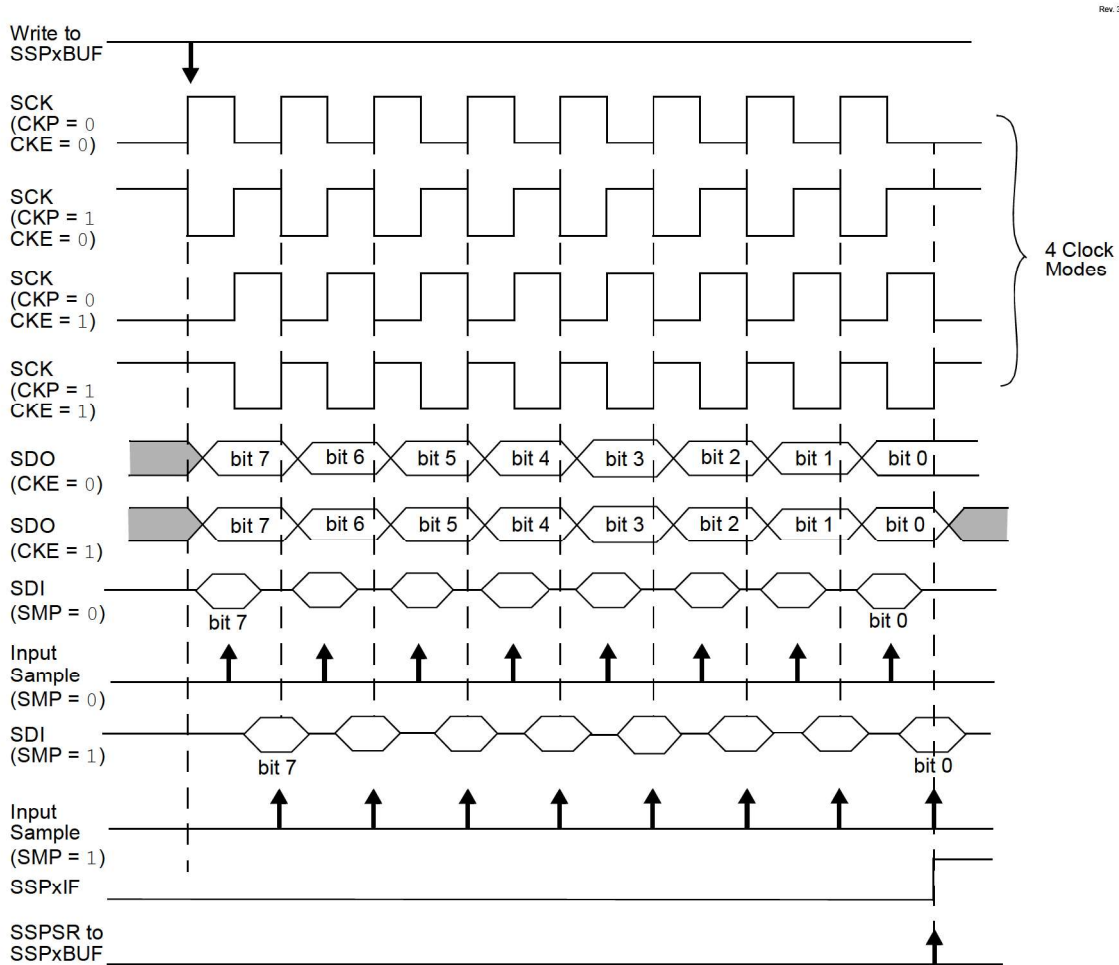 Rev. 3
Write to
SSPxBUF
SCK
(CKP = 0
CKE = 0)
SCK
(CKP = 1
CKE = 0)
SCK
(CKP = 0
CKE = 1)
SCK
(CKP = 1
CKE = 1)
4 Clock
Modes
SDO
(CKE = 0)
bit 7 bit 6 bit 5 bit 4 bit 3 bit 2 bit 1 bit 0
SDO
(CKE = 1)
bit 7 bit 6 bit 5 bit 4 bit 3 bit 2 bit 1 bit 0
SDI
(SMP = 0)
bit 7 bit 0
Input
Sample
(SMP = 0)
SDI
(SMP = 1)
bit 7 bit 0
Input
Sample
(SMP = 1)
SSPxIF
SSPSR to
SSPxBUF